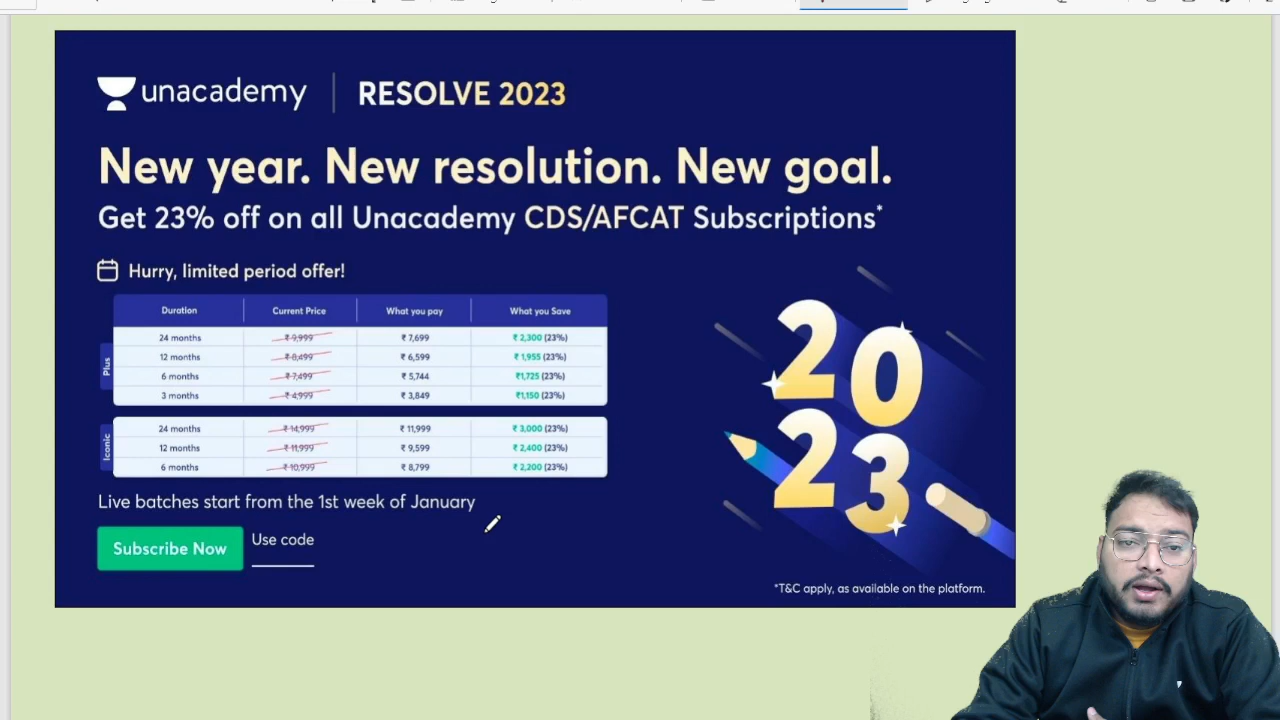 unacademy RESOLVE 2023
New year. New resolution. New goal.
Get 23% off on all Unacademy CDS/AFCAT Subscriptions*
Hurry, limited period offer!
Duration Current Price What you pay What you Save
Plus
24 months ₹ 9,999 ₹ 7,699 ₹ 2,300 (23%)
12 months ₹ 8,499 ₹ 6,599 ₹ 1,955 (23%)
6 months ₹ 7,499 ₹ 5,744 ₹1,725 (23%)
3 months ₹ 4,999 ₹ 3,849 ₹1,150 (23%)
Iconic
24 months ₹ 14,999 ₹ 11,999 ₹ 3,000 (23%)
12 months ₹ 11,999 ₹ 9,599 ₹ 2,400 (23%)
6 months ₹ 10,999 ₹ 8,799 ₹ 2,200 (23%)
Live batches start from the 1st week of January
Subscribe Now Use code
20
23
*T&C apply, as available on the platform.